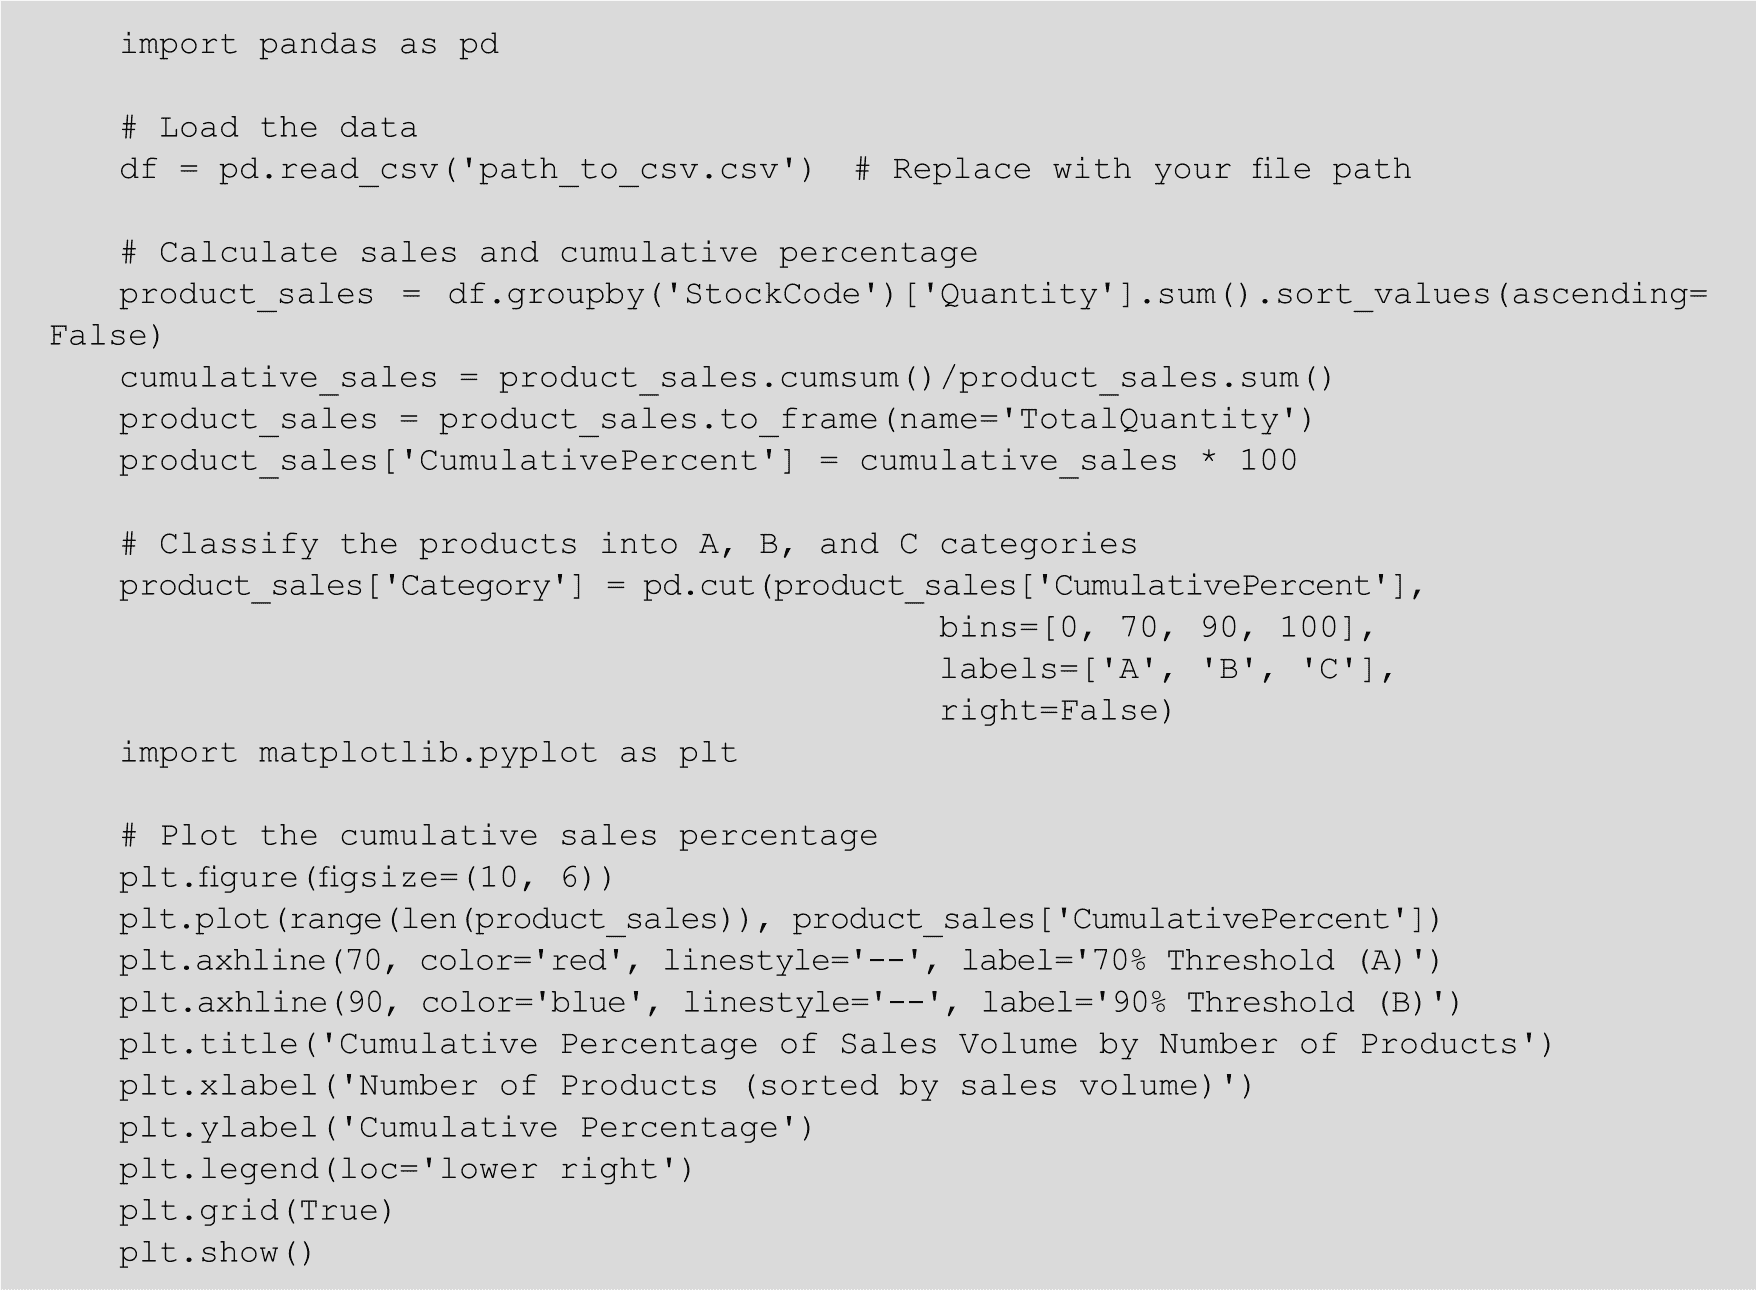 import pandas as pd
# Load the data
df = pd.read_csv('path_to_csv.csv')  # Replace with your file path
# Calculate sales and cumulative percentage
product_sales = df.groupby('StockCode')['Quantity'].sum().sort_values(ascending=
False)
cumulative_sales = product_sales.cumsum()/product_sales.sum()
product_sales = product_sales.to_frame(name='TotalQuantity')
product_sales['CumulativePercent'] = cumulative_sales * 100
# Classify the products into A, B, and C categories
product_sales['Category'] = pd.cut(product_sales['CumulativePercent'],
bins=[0, 70, 90, 100],
labels=['A', 'B', 'C'],
right=False)
import matplotlib.pyplot as plt
# Plot the cumulative sales percentage
plt.figure(figsize=(10, 6))
plt.plot(range(len(product_sales)), product_sales['CumulativePercent'])
plt.axhline(70, color='red', linestyle='--', label='70% Threshold (A)')
plt.axhline(90, color='blue', linestyle='--', label='90% Threshold (B)')
plt.title('Cumulative Percentage of Sales Volume by Number of Products')
plt.xlabel('Number of Products (sorted by sales volume)')
plt.ylabel('Cumulative Percentage')
plt.legend(loc='lower right')
plt.grid(True)
plt.show()